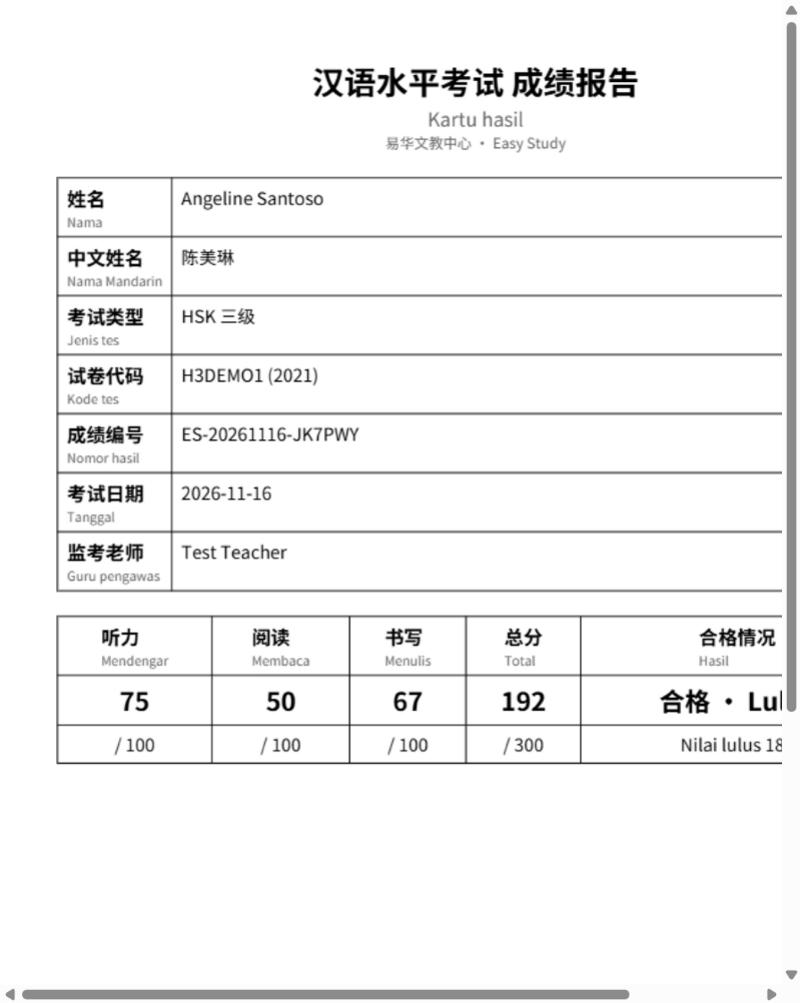 汉语水平考试 成绩报告
Kartu hasil
易华文教中心 · Easy Study
姓名 Angeline Santoso
Nama
中文姓名 陈美琳
Nama Mandarin
考试类型 HSK 三级
Jenis tes
试卷代码 H3DEMO1 (2021)
Kode tes
成绩编号 ES-20261116-JK7PWY
Nomor hasil
考试日期 2026-11-16
Tanggal
监考老师 Test Teacher
Guru pengawas
听力 阅读 书写 总分 合格情况
Mendengar Membaca Menulis Total Hasil
75 50 67 192 合格 ·
/ 100 / 100 / 100 / 300 Nilai lulus